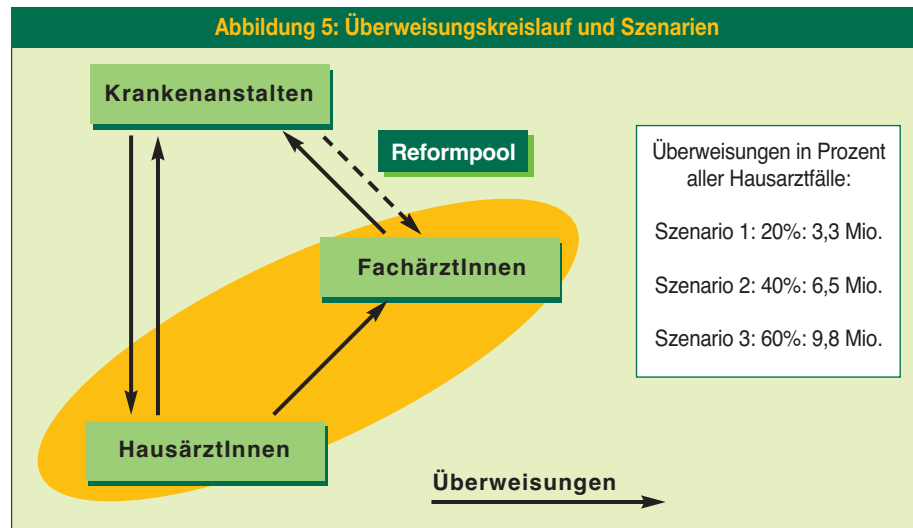 Abbildung 5: Überweisungskreislauf und Szenarien
Krankenanstalten
Reformpool
FachärztInnen
HausärztInnen
Überweisungen in Prozent
aller Hausarztfälle:
Szenario 1: 20%: 3,3 Mio.
Szenario 2: 40%: 6,5 Mio.
Szenario 3: 60%: 9,8 Mio.
Überweisungen